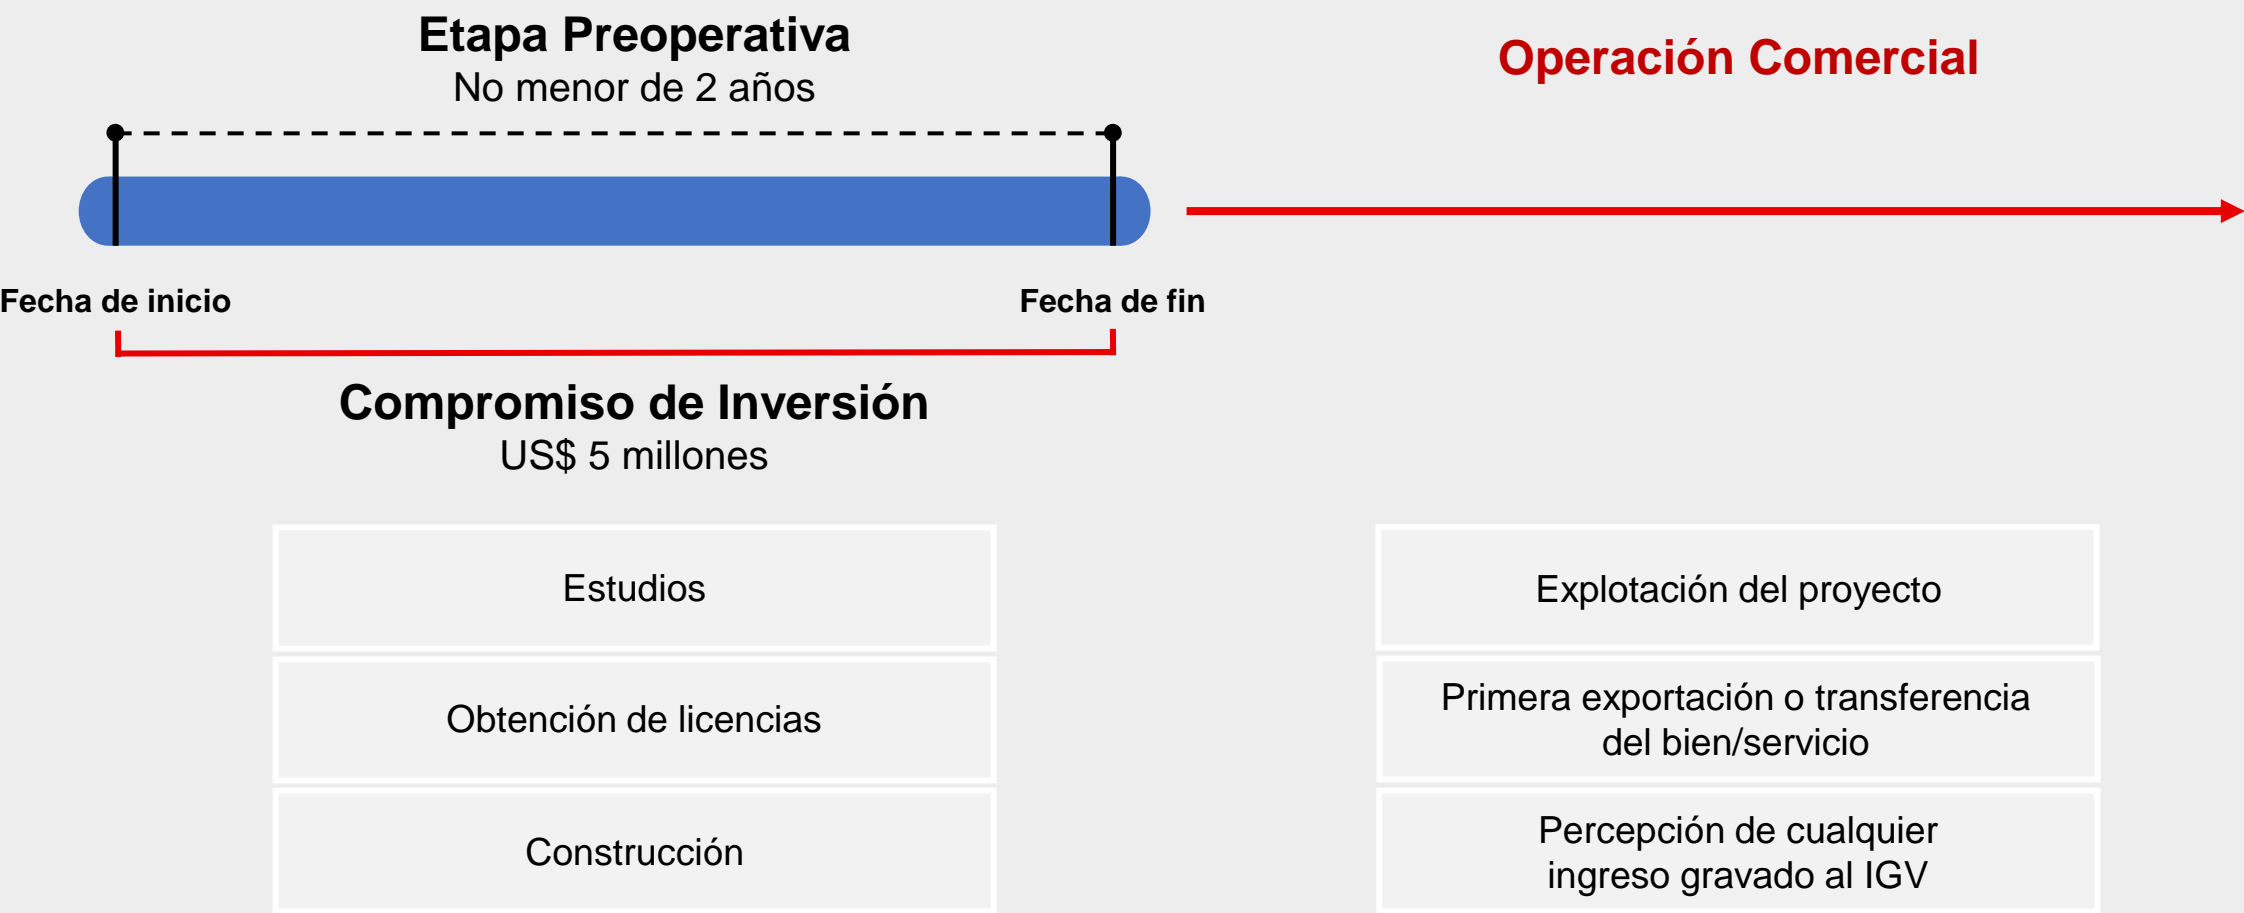 Etapa Preoperativa
No menor de 2 años
Operación Comercial
Fecha de inicio
Fecha de fin
Compromiso de Inversión
US$ 5 millones
Estudios
Obtención de licencias
Construcción
Explotación del proyecto
Primera exportación o transferencia
del bien/servicio
Percepción de cualquier
ingreso gravado al IGV